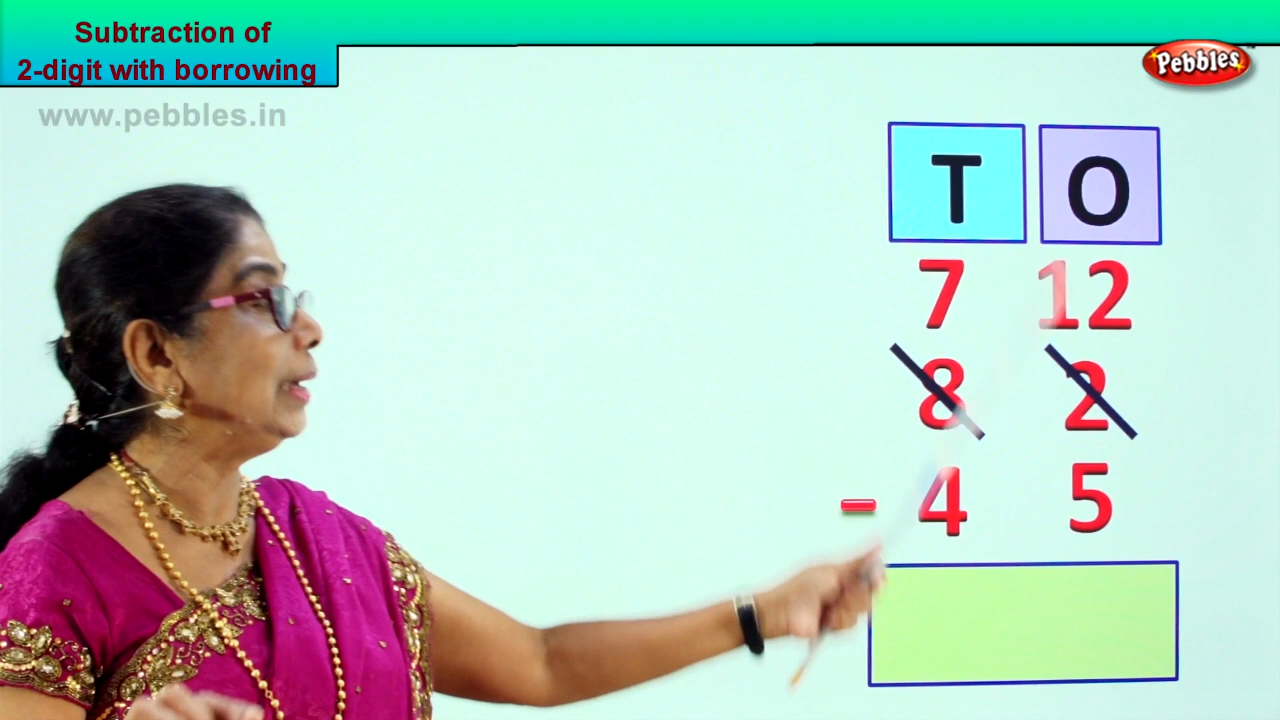 Subtraction of
2-digit with borrowing
www.pebbles.in
Pebbles
T O
7 12
8 2
- 4 5